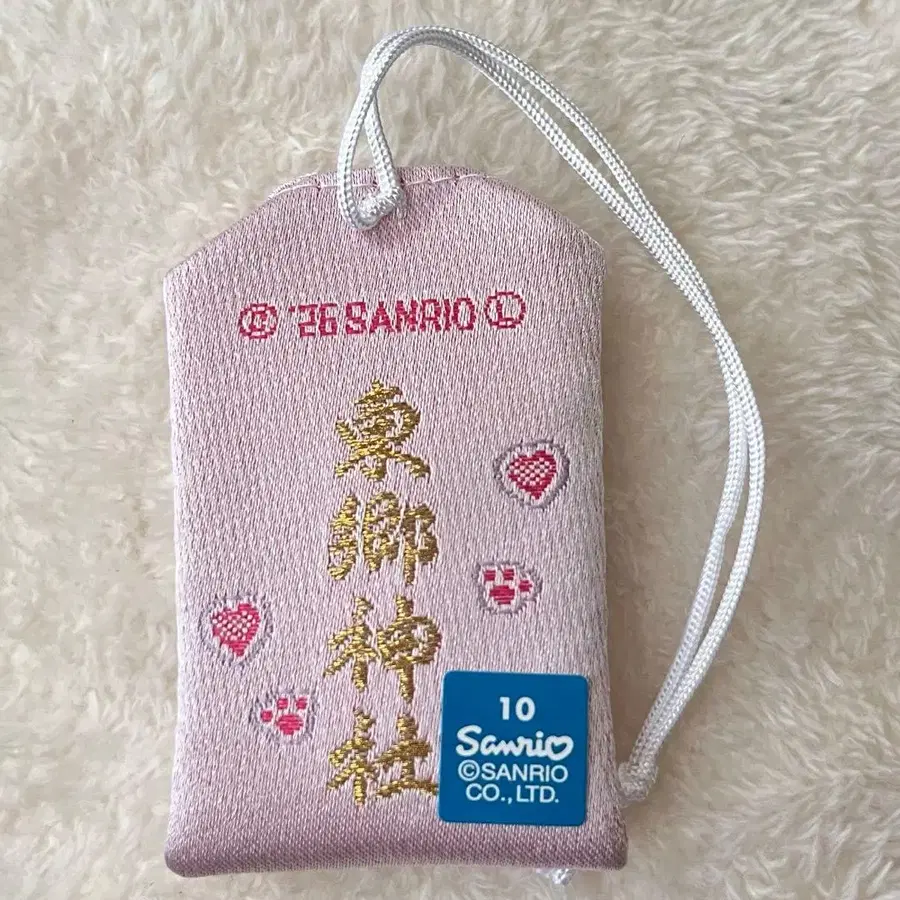 Ⓡ '26 SANRIO Ⓛ
東郷神社
10
Sanrio
©SANRIO
CO.,LTD.